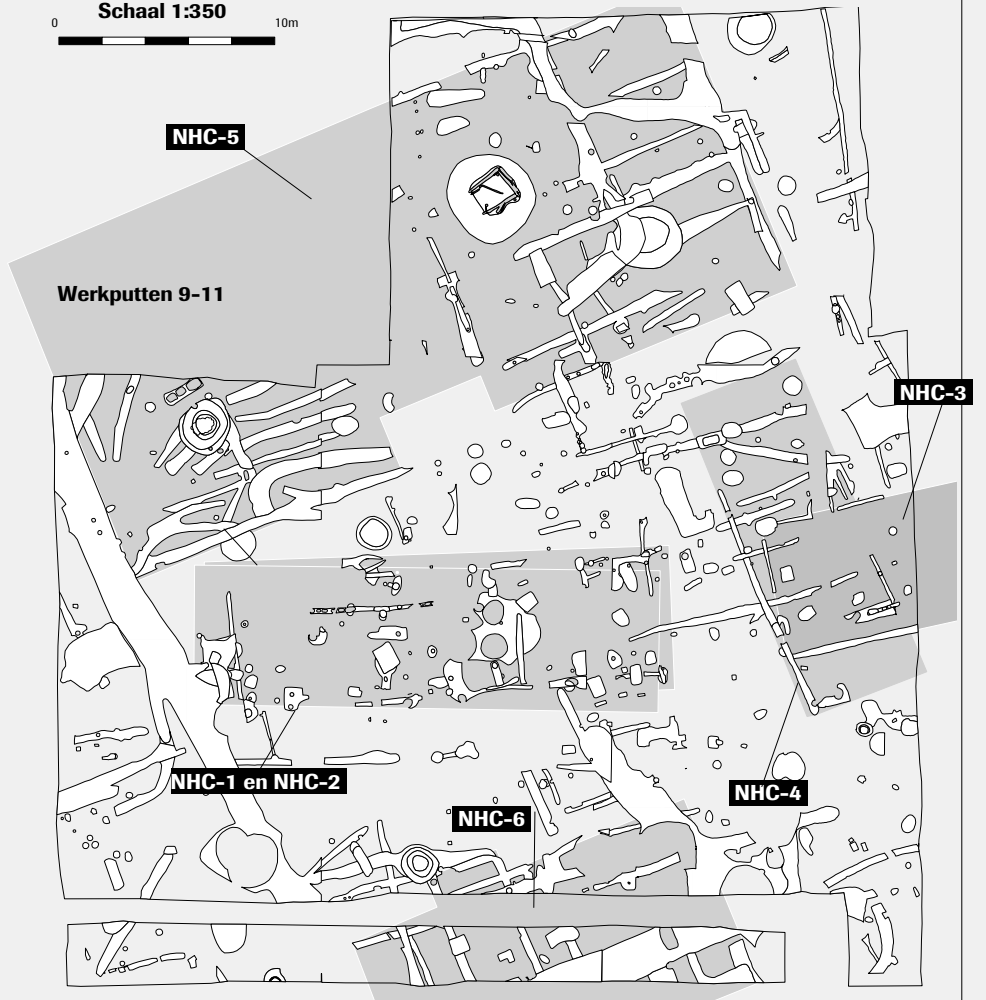 Schaal 1:350
0 10m
NHC-5
Werkputten 9-11
NHC-3
NHC-1 en NHC-2
NHC-4
NHC-6